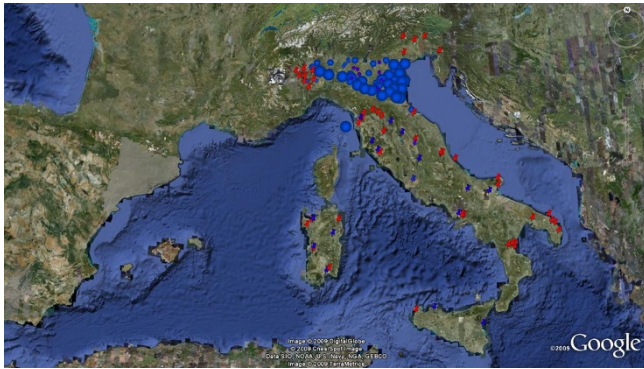 Image © 2009 DigitalGlobe
© 2009 Cnes/Spot Image
Data SIO, NOAA, U.S. Navy, NGA, GEBCO
Image © 2009 TerraMetrics
©2009 Google